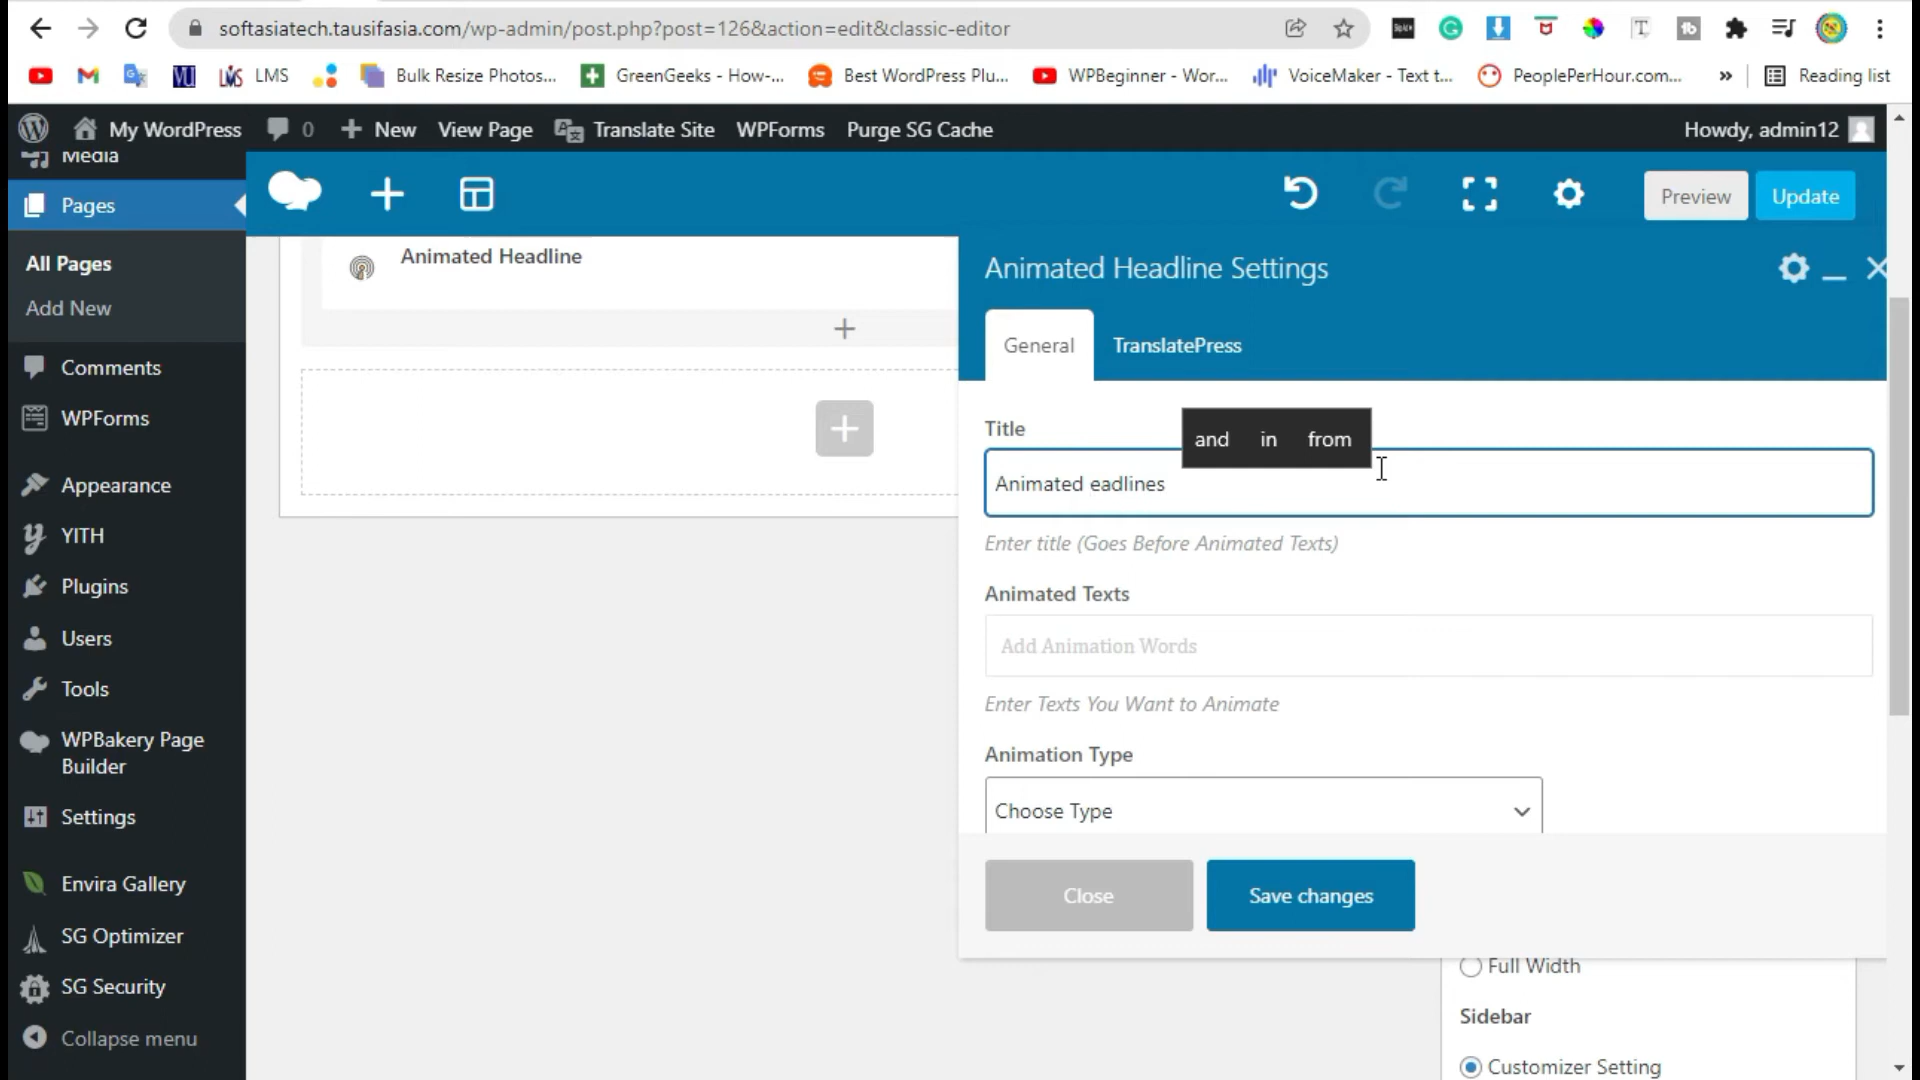 softasiatech.tausifasia.com/wp-admin/post.php?post=126&action=edit&classic-editor
LMS
Bulk Resize Photos...
GreenGeeks - How-...
Best WordPress Plu...
WPBeginner - Wor...
VoiceMaker - Text t...
PeoplePerHour.com...
»
Reading list
My WordPress
0
New
View Page
Translate Site
WPForms
Purge SG Cache
Howdy, admin12
Media
Pages
All Pages
Add New
Comments
WPForms
Appearance
YITH
Plugins
Users
Tools
WPBakery Page
Builder
Settings
Envira Gallery
SG Optimizer
SG Security
Collapse menu
Preview
Update
Animated Headline
Animated Headline Settings
General
TranslatePress
Title
and in from
Animated eadlines
Enter title (Goes Before Animated Texts)
Animated Texts
Add Animation Words
Enter Texts You Want to Animate
Animation Type
Choose Type
Close
Save changes
Full Width
Sidebar
Customizer Setting